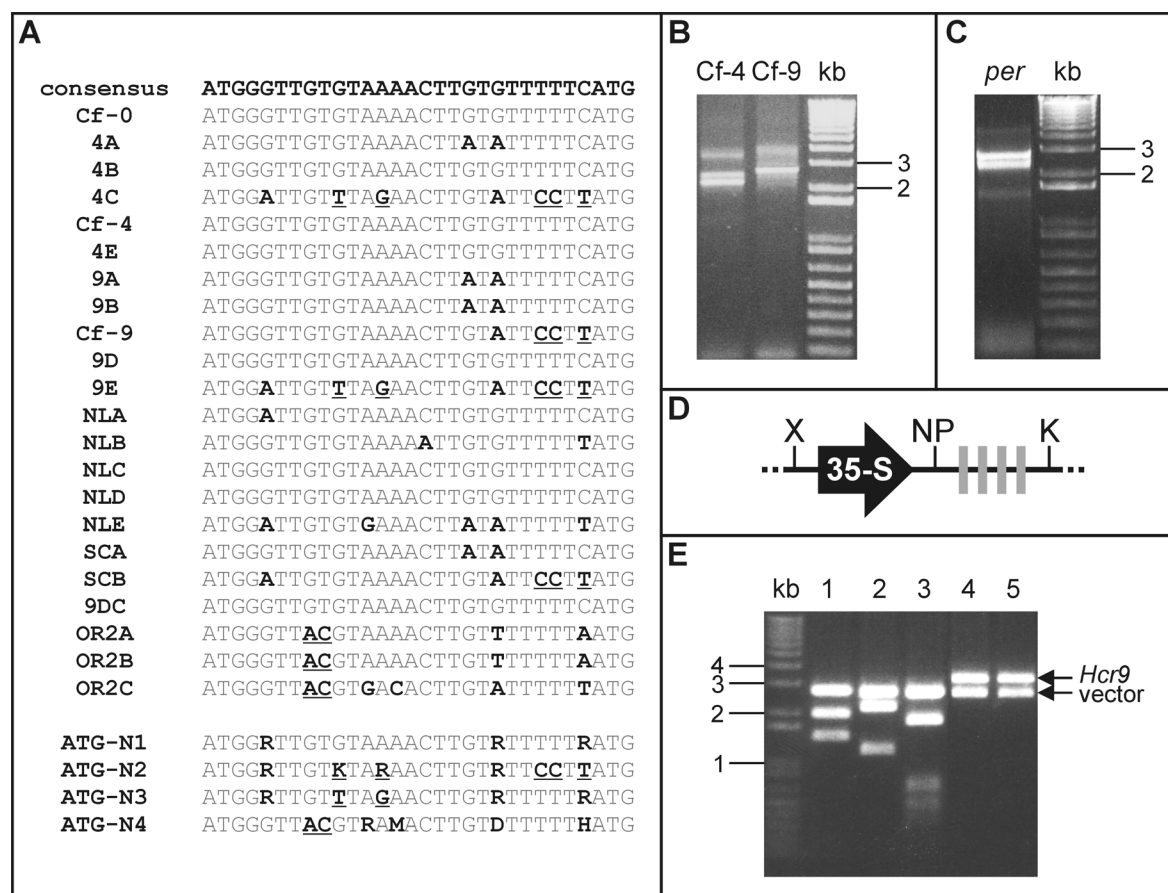 A
consensus ATGGGTTGTGTAAAACTTGTGTTTTTCATG
Cf-0 ATGGGTTGTGTAAAACTTGTGTTTTTCATG
4A ATGGGTTGTGTAAAACTTATATTTTTCATG
4B ATGGGTTGTGTAAAACTTGTGTTTTTCATG
4C ATGGATTGTTTAGAACTTGTATTCCTTATG
Cf-4 ATGGGTTGTGTAAAACTTGTGTTTTTCATG
4E ATGGGTTGTGTAAAACTTGTGTTTTTCATG
9A ATGGGTTGTGTAAAACTTATATTTTTCATG
9B ATGGGTTGTGTAAAACTTATATTTTTCATG
Cf-9 ATGGGTTGTGTAAAACTTGTATTCCTTATG
9D ATGGGTTGTGTAAAACTTGTGTTTTTCATG
9E ATGGATTGTTTAGAACTTGTATTCCTTATG
NLA ATGGATTGTGTAAAACTTGTGTTTTTCATG
NLB ATGGGTTGTGTAAAAATTGTGTTTTTTATG
NLC ATGGGTTGTGTAAAACTTGTGTTTTTCATG
NLD ATGGGTTGTGTAAAACTTGTGTTTTTCATG
NLE ATGGATTGTGTGAAACTTATATTTTTTATG
SCA ATGGGTTGTGTAAAACTTATATTTTTCATG
SCB ATGGATTGTGTAAAACTTGTATTCCTTATG
9DC ATGGGTTGTGTAAAACTTGTGTTTTTCATG
OR2A ATGGGTTACGTAAAACTTGTTTTTTTAATG
OR2B ATGGGTTACGTAAAACTTGTTTTTTTAATG
OR2C ATGGGTTACGTGACACTTGTATTTTTTATG
ATG-N1 ATGGRTTGTGTAAAACTTGTRTTTTTRATG
ATG-N2 ATGGRTTGTKTARAACTTGTRTTCCTTATG
ATG-N3 ATGGRTTGTTTAGAACTTGTRTTTTTRATG
ATG-N4 ATGGGTTACGTRAMACTTGTDTTTTTHATG
B
Cf-4 Cf-9 kb
3
2
C
per kb
3
2
D
X NP K
35-S
E
kb 1 2 3 4 5
4
3
2
1
Hcr9
vector